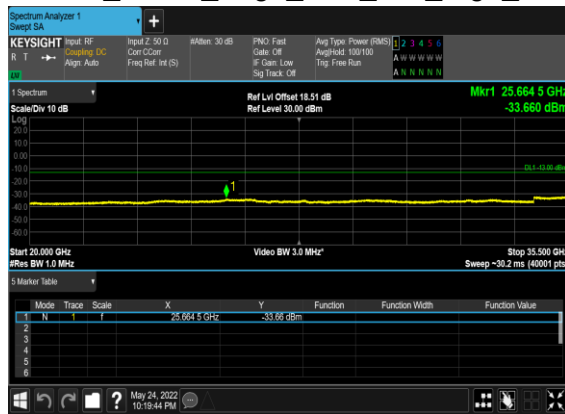 Spectrum Analyzer 1
Swept SA
KEYSIGHT Input: RF Input Z: 50 Ω #Atten: 30 dB PNO: Fast Avg Type: Power (RMS) 1 2 3 4 5 6
R T Coupling: DC Corr CCorr Gate: Off Avg|Hold: 100/100 A W W W W W
Align: Auto Freq Ref: Int (S) IF Gain: Low Trig: Free Run
LW Sig Track: Off A N N N N N
1 Spectrum Ref Lvl Offset 18.51 dB Mkr1 25.664 5 GHz
Scale/Div 10 dB Ref Level 30.00 dBm -33.660 dBm
Log
20.0
10.0
0.00
-10.0 DL1 -13.00 dBm
-20.0 1
-30.0
-40.0
-50.0
-60.0
Start 20.000 GHz Video BW 3.0 MHz* Stop 35.500 GHz
#Res BW 1.0 MHz Sweep ~30.2 ms (40001 pts
5 Marker Table
Mode Trace Scale X Y Function Function Width Function Value
1 N 1 f 25.664 5 GHz -33.66 dBm
2
3
4
5
6
? May 24, 2022
10:19:44 PM